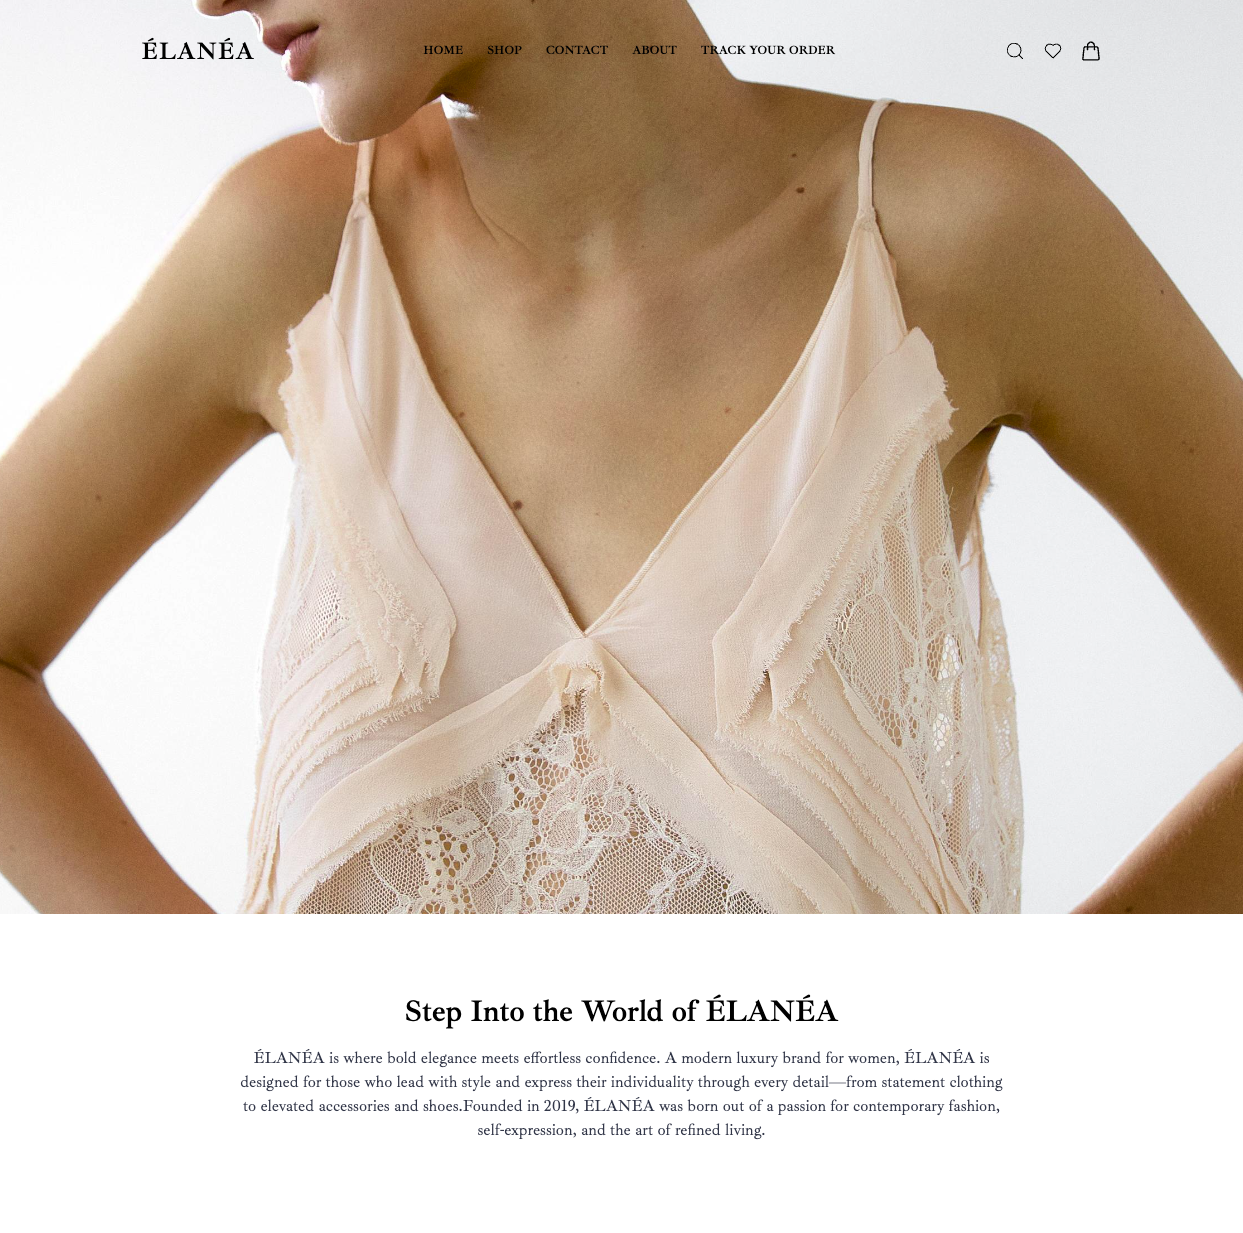 ÉLANÉA
HOME SHOP CONTACT ABOUT TRACK YOUR ORDER
Step Into the World of ÉLANÉA
ÉLANÉA is where bold elegance meets effortless confidence. A modern luxury brand for women, ÉLANÉA is
designed for those who lead with style and express their individuality through every detail—from statement clothing
to elevated accessories and shoes.Founded in 2019, ÉLANÉA was born out of a passion for contemporary fashion,
self-expression, and the art of refined living.